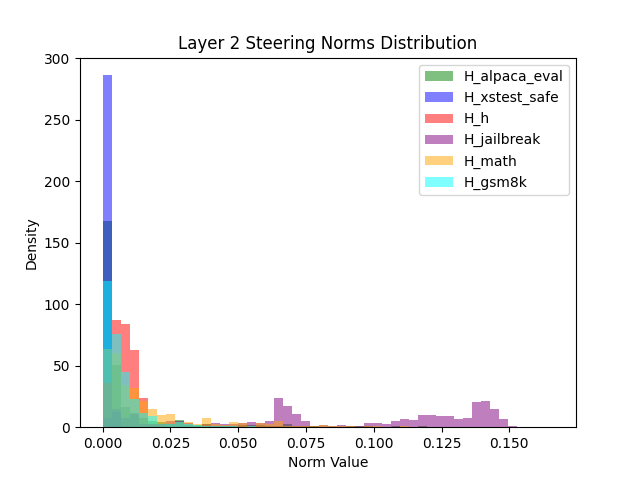 Layer 2 Steering Norms Distribution
300
250
200
150
100
50
0
Density
H_alpaca_eval
H_xstest_safe
H_h
H_jailbreak
H_math
H_gsm8k
0.000 0.025 0.050 0.075 0.100 0.125 0.150
Norm Value